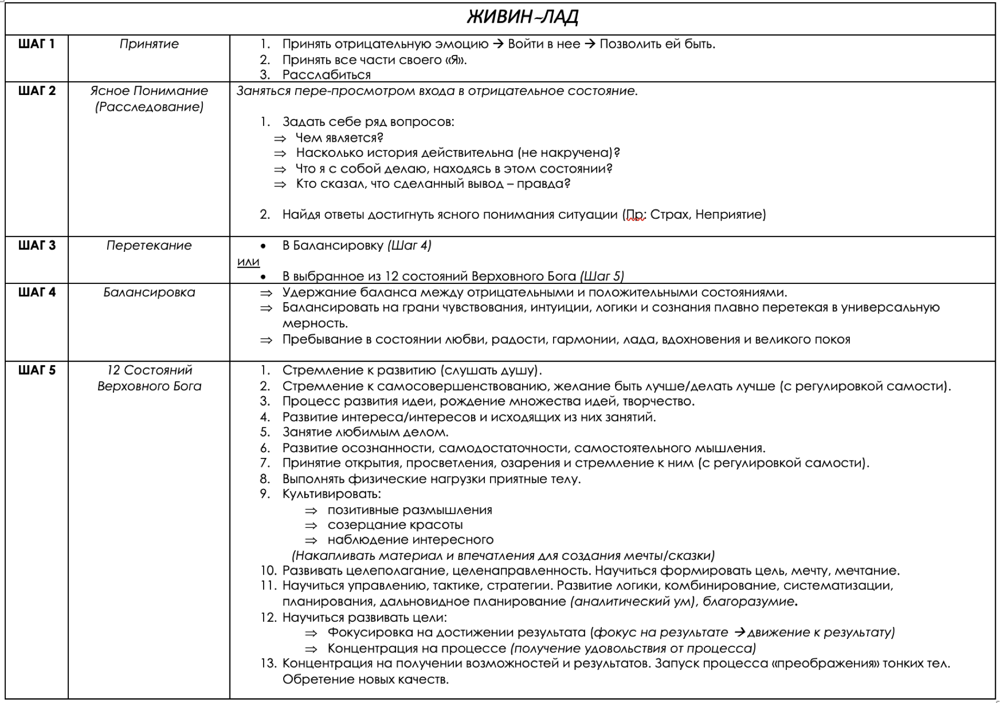 ЖИВИН~ЛАД
ШАГ 1
Принятие
1. Принять отрицательную эмоцию → Войти в нее → Позволить ей быть.
2. Принять все части своего «Я».
3. Расслабиться
ШАГ 2
Ясное Понимание
(Расследование)
Заняться пере-просмотром входа в отрицательное состояние.
1. Задать себе ряд вопросов:
⇒ Чем является?
⇒ Насколько история действительна (не накручена)?
⇒ Что я с собой делаю, находясь в этом состоянии?
⇒ Кто сказал, что сделанный вывод – правда?
2. Найдя ответы достигнуть ясного понимания ситуации (Пр: Страх, Неприятие)
ШАГ 3
Перетекание
• В Балансировку (Шаг 4)
или
• В выбранное из 12 состояний Верховного Бога (Шаг 5)
ШАГ 4
Балансировка
⇒ Удержание баланса между отрицательными и положительными состояниями.
⇒ Балансировать на грани чувствования, интуиции, логики и сознания плавно перетекая в универсальную
мерность.
⇒ Пребывание в состоянии любви, радости, гармонии, лада, вдохновения и великого покоя
ШАГ 5
12 Состояний
Верховного Бога
1. Стремление к развитию (слушать душу).
2. Стремление к самосовершенствованию, желание быть лучше/делать лучше (с регулировкой самости).
3. Процесс развития идеи, рождение множества идей, творчество.
4. Развитие интереса/интересов и исходящих из них занятий.
5. Занятие любимым делом.
6. Развитие осознанности, самодостаточности, самостоятельного мышления.
7. Принятие открытия, просветления, озарения и стремление к ним (с регулировкой самости).
8. Выполнять физические нагрузки приятные телу.
9. Культивировать:
⇒ позитивные размышления
⇒ созерцание красоты
⇒ наблюдение интересного
(Накапливать материал и впечатления для создания мечты/сказки)
10. Развивать целеполагание, целенаправленность. Научиться формировать цель, мечту, мечтание.
11. Научиться управлению, тактике, стратегии. Развитие логики, комбинирование, систематизации,
планирования, дальновидное планирование (аналитический ум), благоразумие.
12. Научиться развивать цели:
⇒ Фокусировка на достижении результата (фокус на результате →движение к результату)
⇒ Концентрация на процессе (получение удовольствия от процесса)
13. Концентрация на получении возможностей и результатов. Запуск процесса «преображения» тонких тел.
Обретение новых качеств.